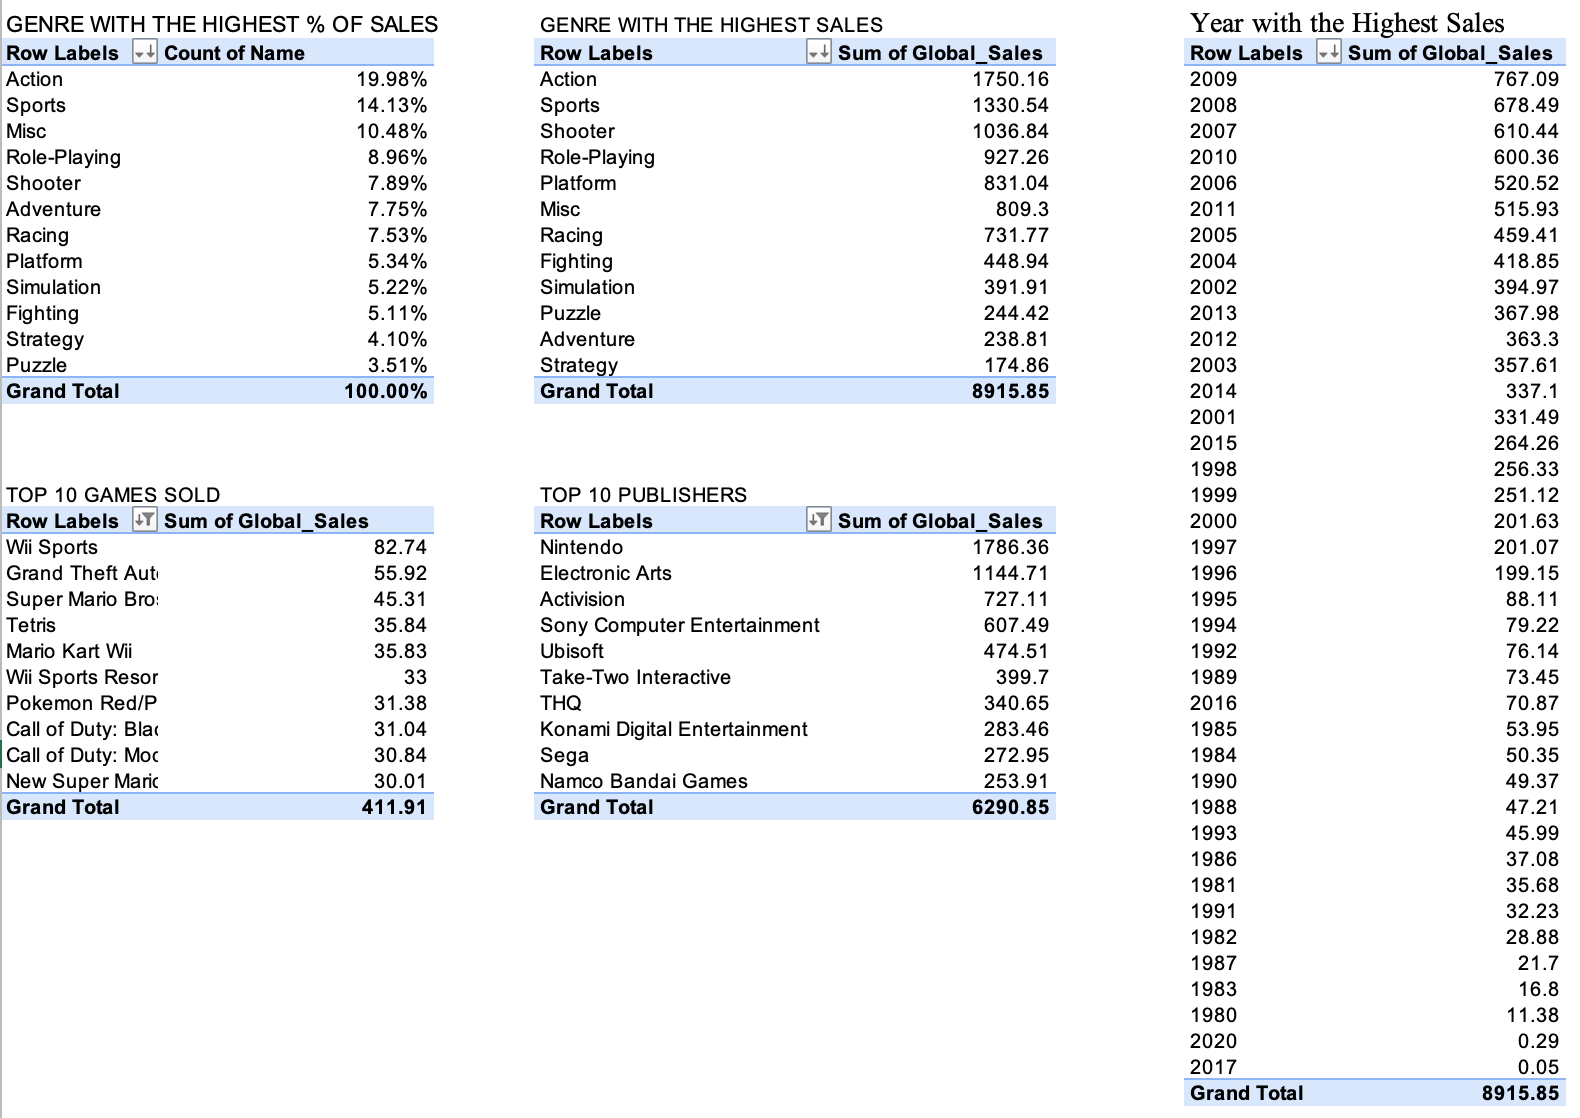 GENRE WITH THE HIGHEST % OF SALES
Row Labels Count of Name
Action 19.98%
Sports 14.13%
Misc 10.48%
Role-Playing 8.96%
Shooter 7.89%
Adventure 7.75%
Racing 7.53%
Platform 5.34%
Simulation 5.22%
Fighting 5.11%
Strategy 4.10%
Puzzle 3.51%
Grand Total 100.00%
GENRE WITH THE HIGHEST SALES
Row Labels Sum of Global_Sales
Action 1750.16
Sports 1330.54
Shooter 1036.84
Role-Playing 927.26
Platform 831.04
Misc 809.3
Racing 731.77
Fighting 448.94
Simulation 391.91
Puzzle 244.42
Adventure 238.81
Strategy 174.86
Grand Total 8915.85
TOP 10 GAMES SOLD
Row Labels Sum of Global_Sales
Wii Sports 82.74
Grand Theft Aut 55.92
Super Mario Bro 45.31
Tetris 35.84
Mario Kart Wii 35.83
Wii Sports Resor 33
Pokemon Red/P 31.38
Call of Duty: Bla 31.04
Call of Duty: Mo 30.84
New Super Mari 30.01
Grand Total 411.91
TOP 10 PUBLISHERS
Row Labels Sum of Global_Sales
Nintendo 1786.36
Electronic Arts 1144.71
Activision 727.11
Sony Computer Entertainment 607.49
Ubisoft 474.51
Take-Two Interactive 399.7
THQ 340.65
Konami Digital Entertainment 283.46
Sega 272.95
Namco Bandai Games 253.91
Grand Total 6290.85
Year with the Highest Sales
Row Labels Sum of Global_Sales
2009 767.09
2008 678.49
2007 610.44
2010 600.36
2006 520.52
2011 515.93
2005 459.41
2004 418.85
2002 394.97
2013 367.98
2012 363.3
2003 357.61
2014 337.1
2001 331.49
2015 264.26
1998 256.33
1999 251.12
2000 201.63
1997 201.07
1996 199.15
1995 88.11
1994 79.22
1992 76.14
1989 73.45
2016 70.87
1985 53.95
1984 50.35
1990 49.37
1988 47.21
1993 45.99
1986 37.08
1981 35.68
1991 32.23
1982 28.88
1987 21.7
1983 16.8
1980 11.38
2020 0.29
2017 0.05
Grand Total 8915.85